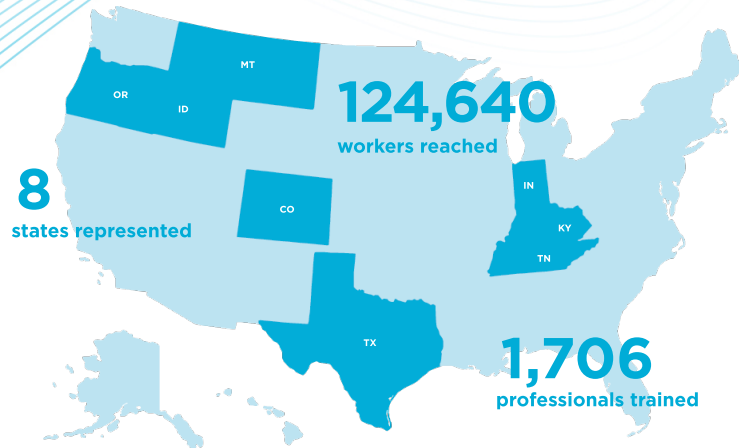 MT
OR
ID
124,640
workers reached
IN
8
CO
states represented
KY
TN
TX
1,706
professionals trained